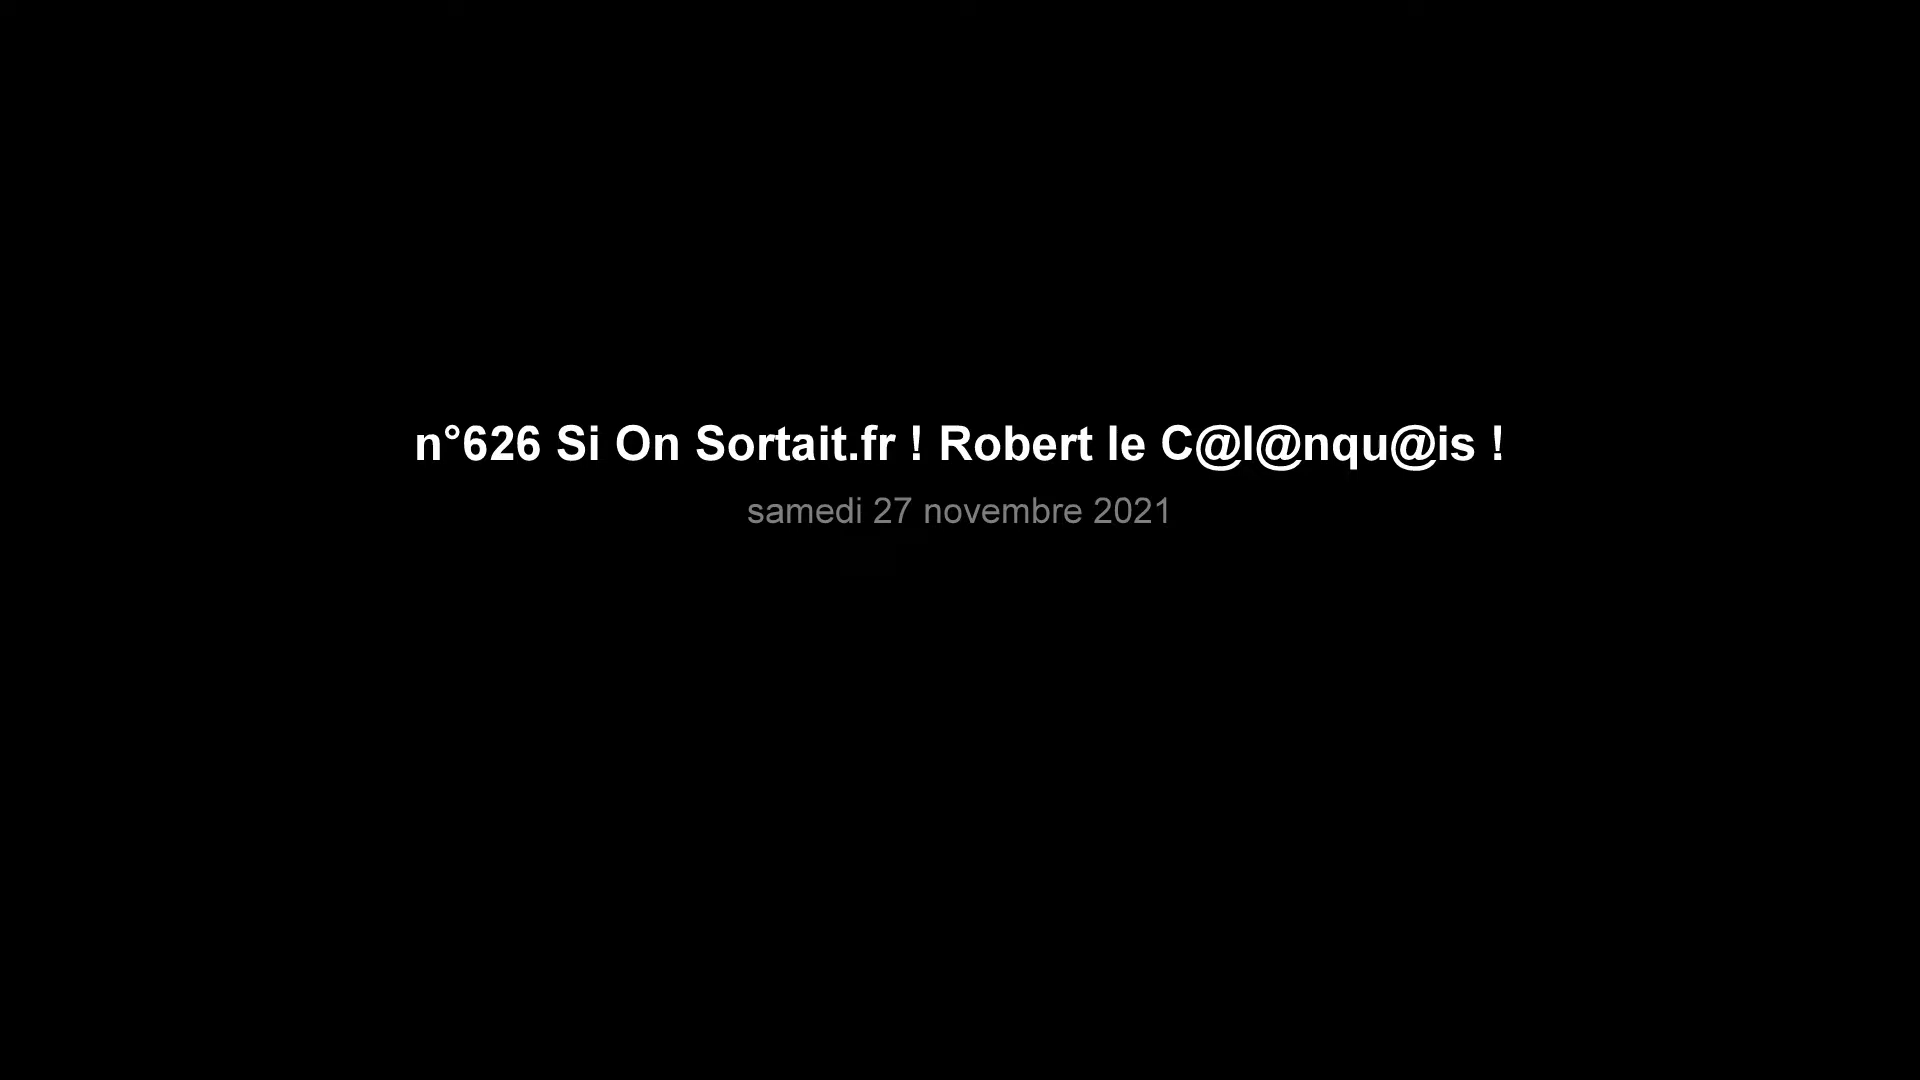 n°626 Si On Sortait.fr ! Robert le C@l@nqu@is !
samedi 27 novembre 2021